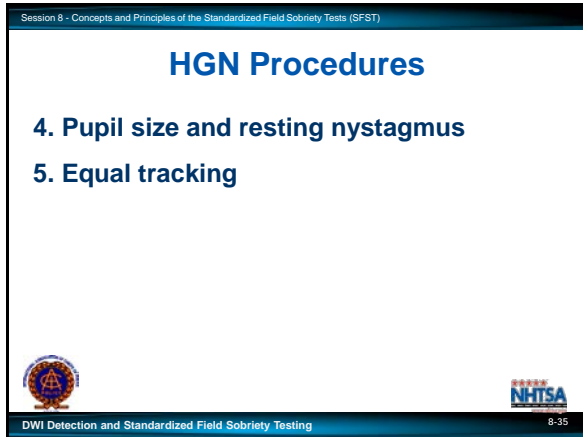 Session 8 - Concepts and Principles of the Standardized Field Sobriety Tests (SFST)
HGN Procedures
4. Pupil size and resting nystagmus
5. Equal tracking
NHTSA
DWI Detection and Standardized Field Sobriety Testing
8-35